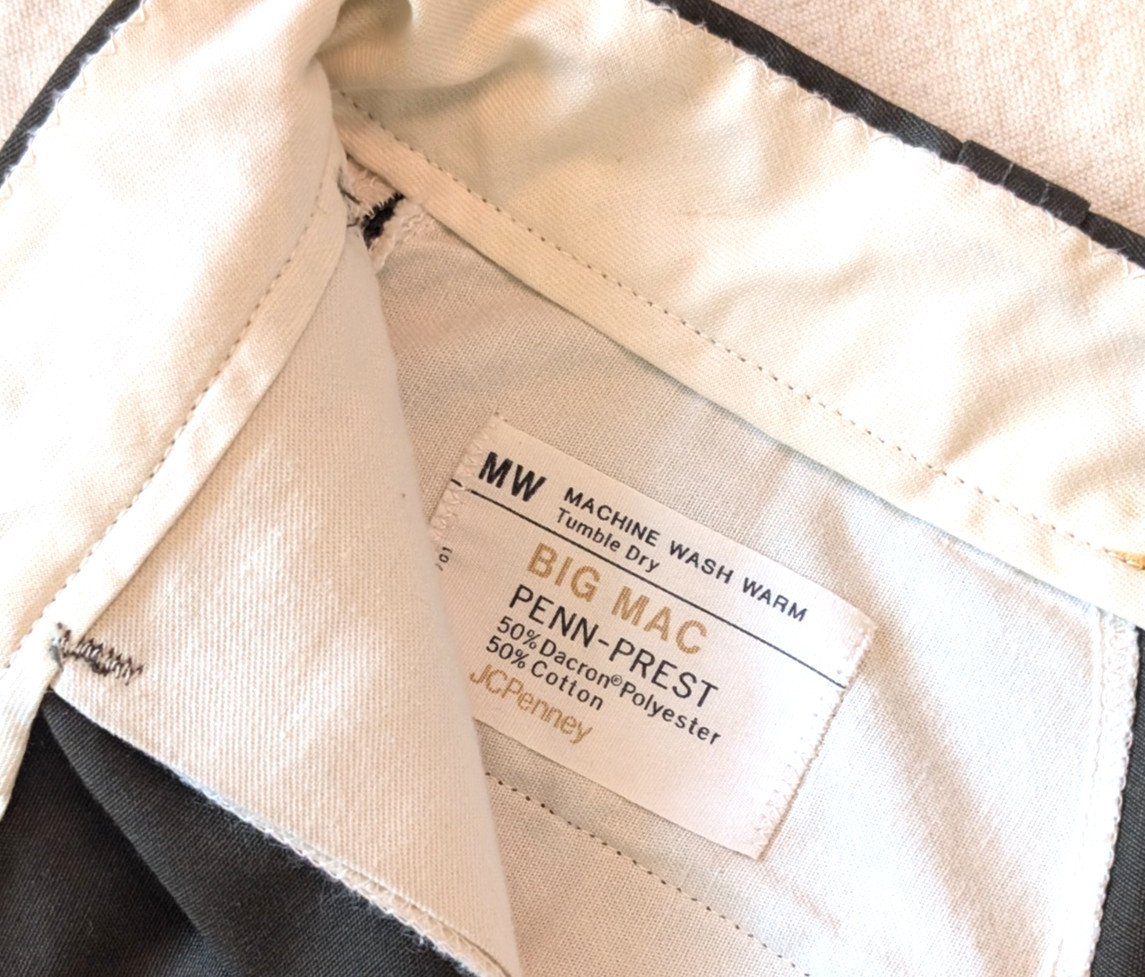 MW MACHINE WASH WARM
Tumble Dry
BIG MAC
PENN-PREST
50% Dacron® Polyester
50% Cotton
JCPenney